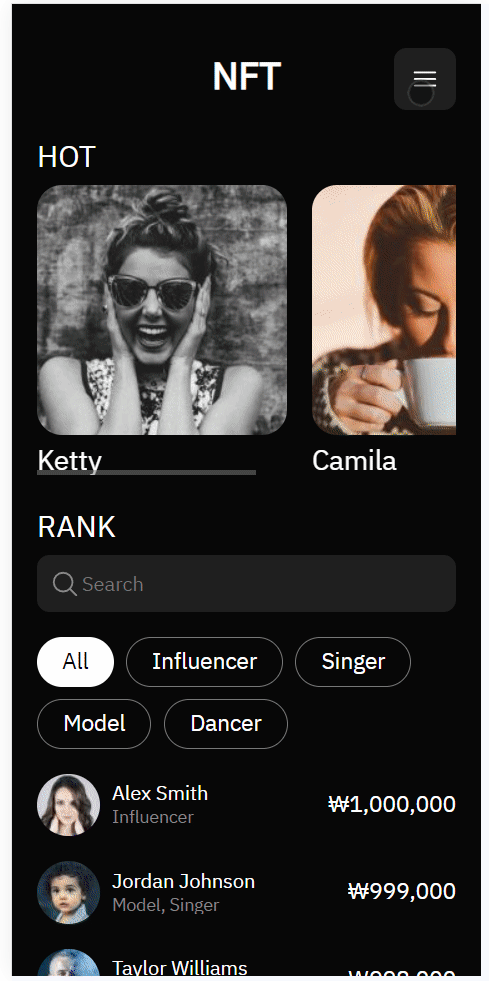 NFT
HOT
Ketty
Camila
RANK
Search
All
Influencer
Singer
Model
Dancer
Alex Smith
Influencer
₩1,000,000
Jordan Johnson
Model, Singer
₩999,000
Taylor Williams